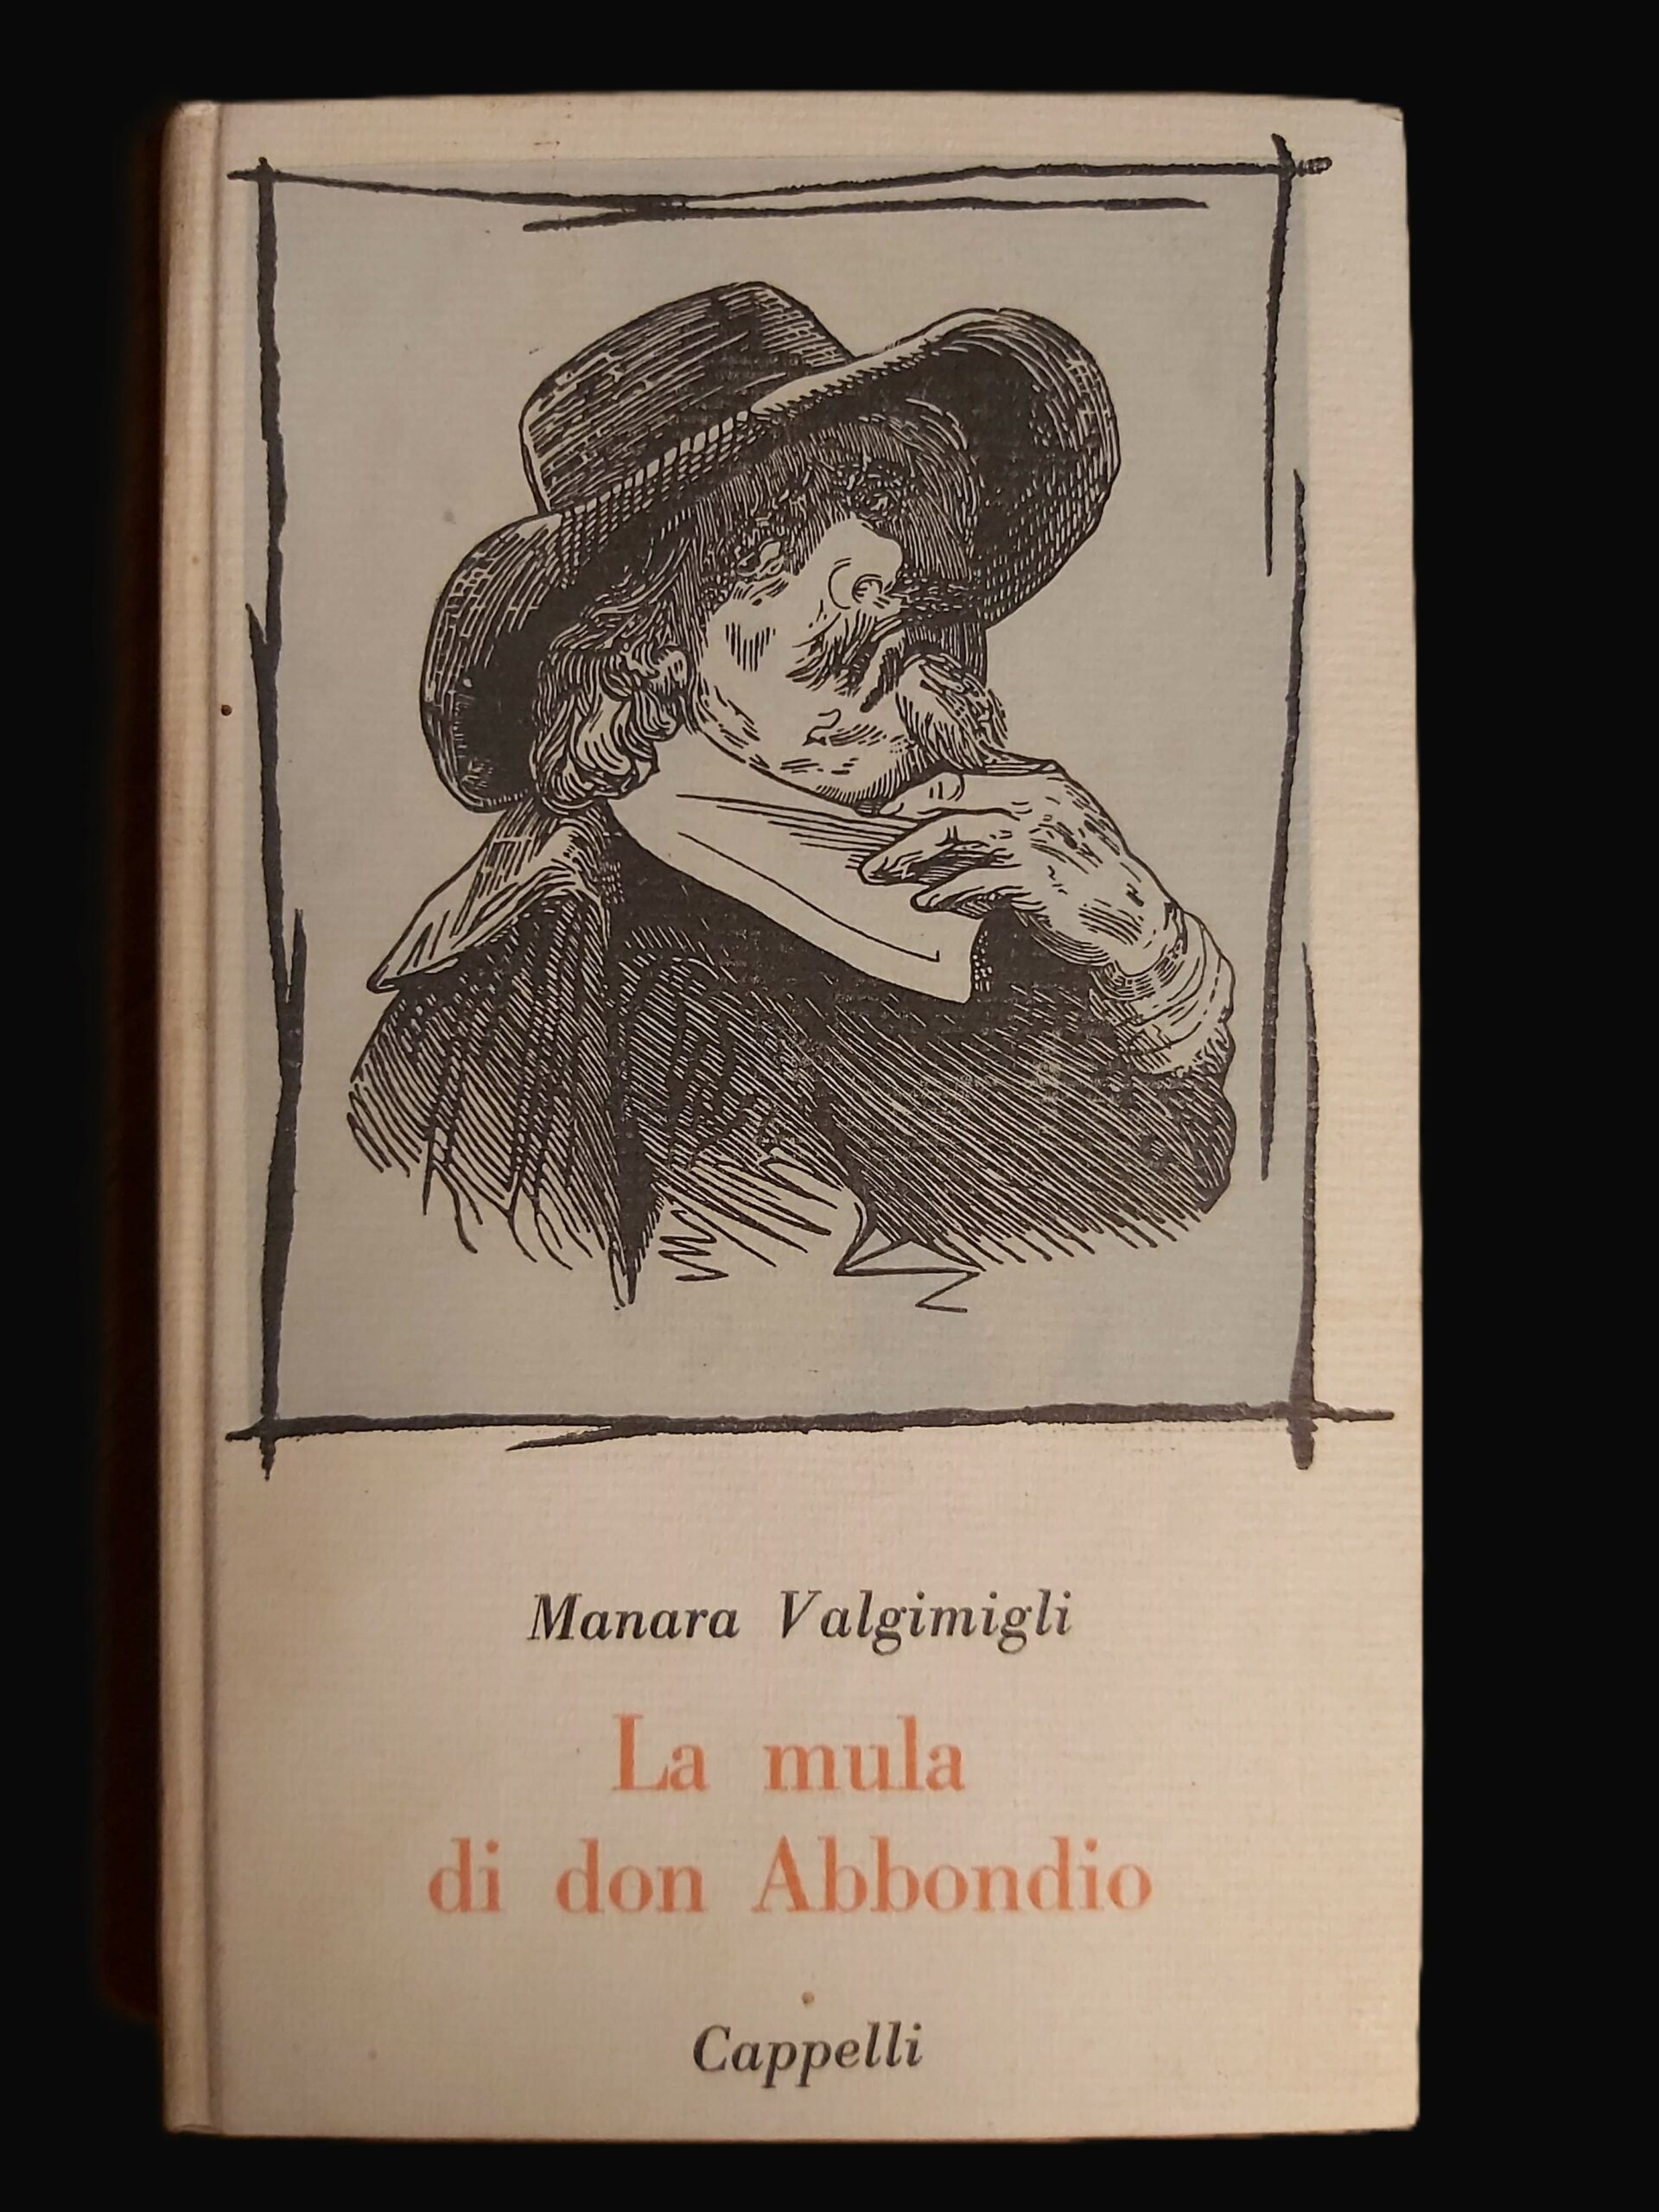 Manara Valgimigli
La mula
di don Abbondio
Cappelli